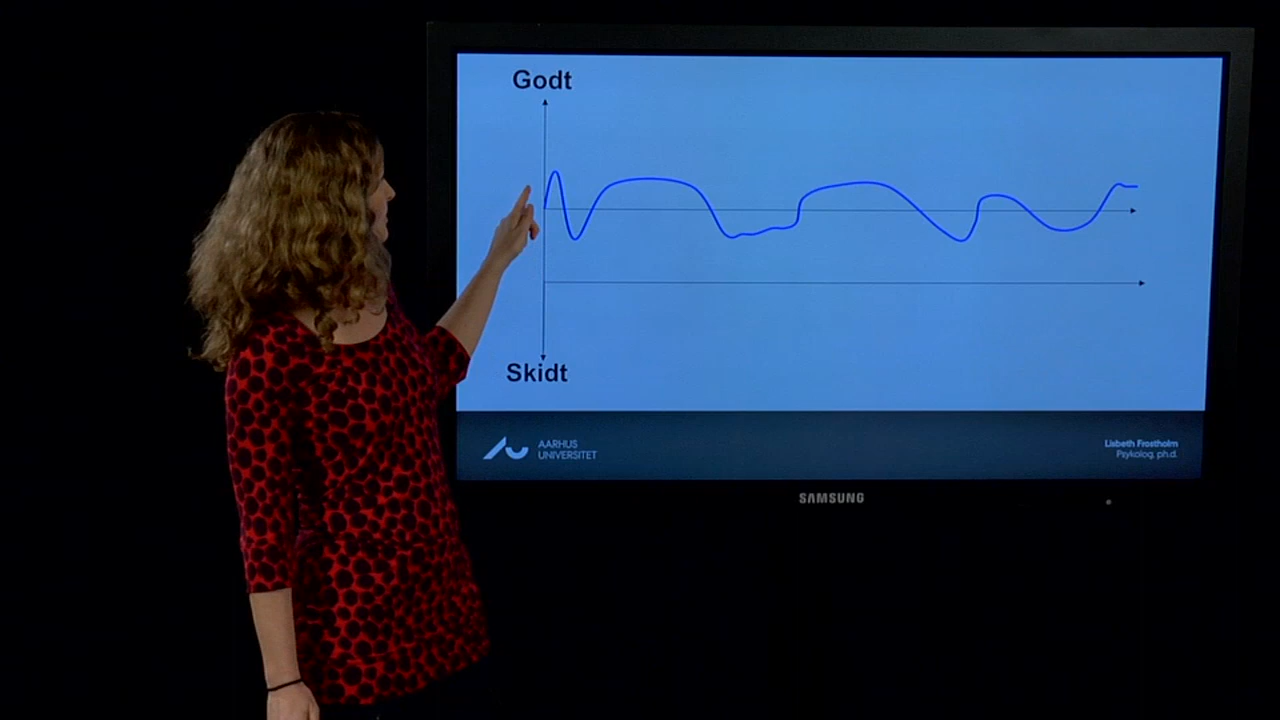 Godt
Skidt
AARHUS
UNIVERSITET
Lisbeth Frostholm
Psykolog, ph.d.
SAMSUNG